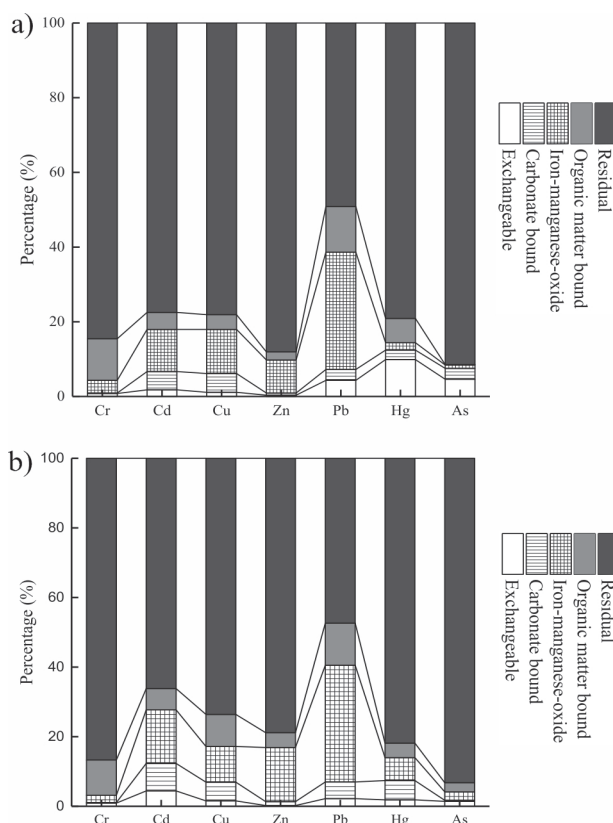 a)
100
80
60
40
20
0
Percentage (%)
Cr Cd Cu Zn Pb Hg As
Residual
Organic matter bound
Iron-manganese-oxide
Carbonate bound
Exchangeable
b)
100
80
60
40
20
0
Percentage (%)
Cr Cd Cu Zn Pb Hg As
Residual
Organic matter bound
Iron-manganese-oxide
Carbonate bound
Exchangeable